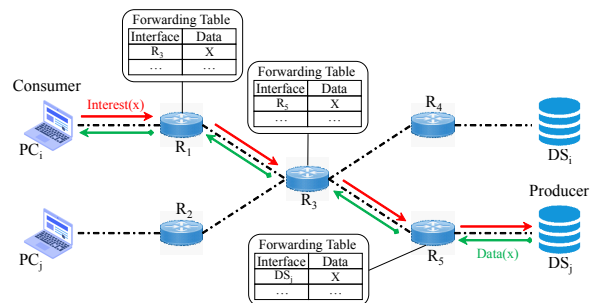 Forwarding Table
Interface Data
R3 X
... ...
Forwarding Table
Interface Data
R5 X
... ...
Consumer
Interest(x)
PCi
R1
R4
DSi
R2
R3
Producer
PCj
R5
Data(x)
DSj
Forwarding Table
Interface Data
DSj X
... ...